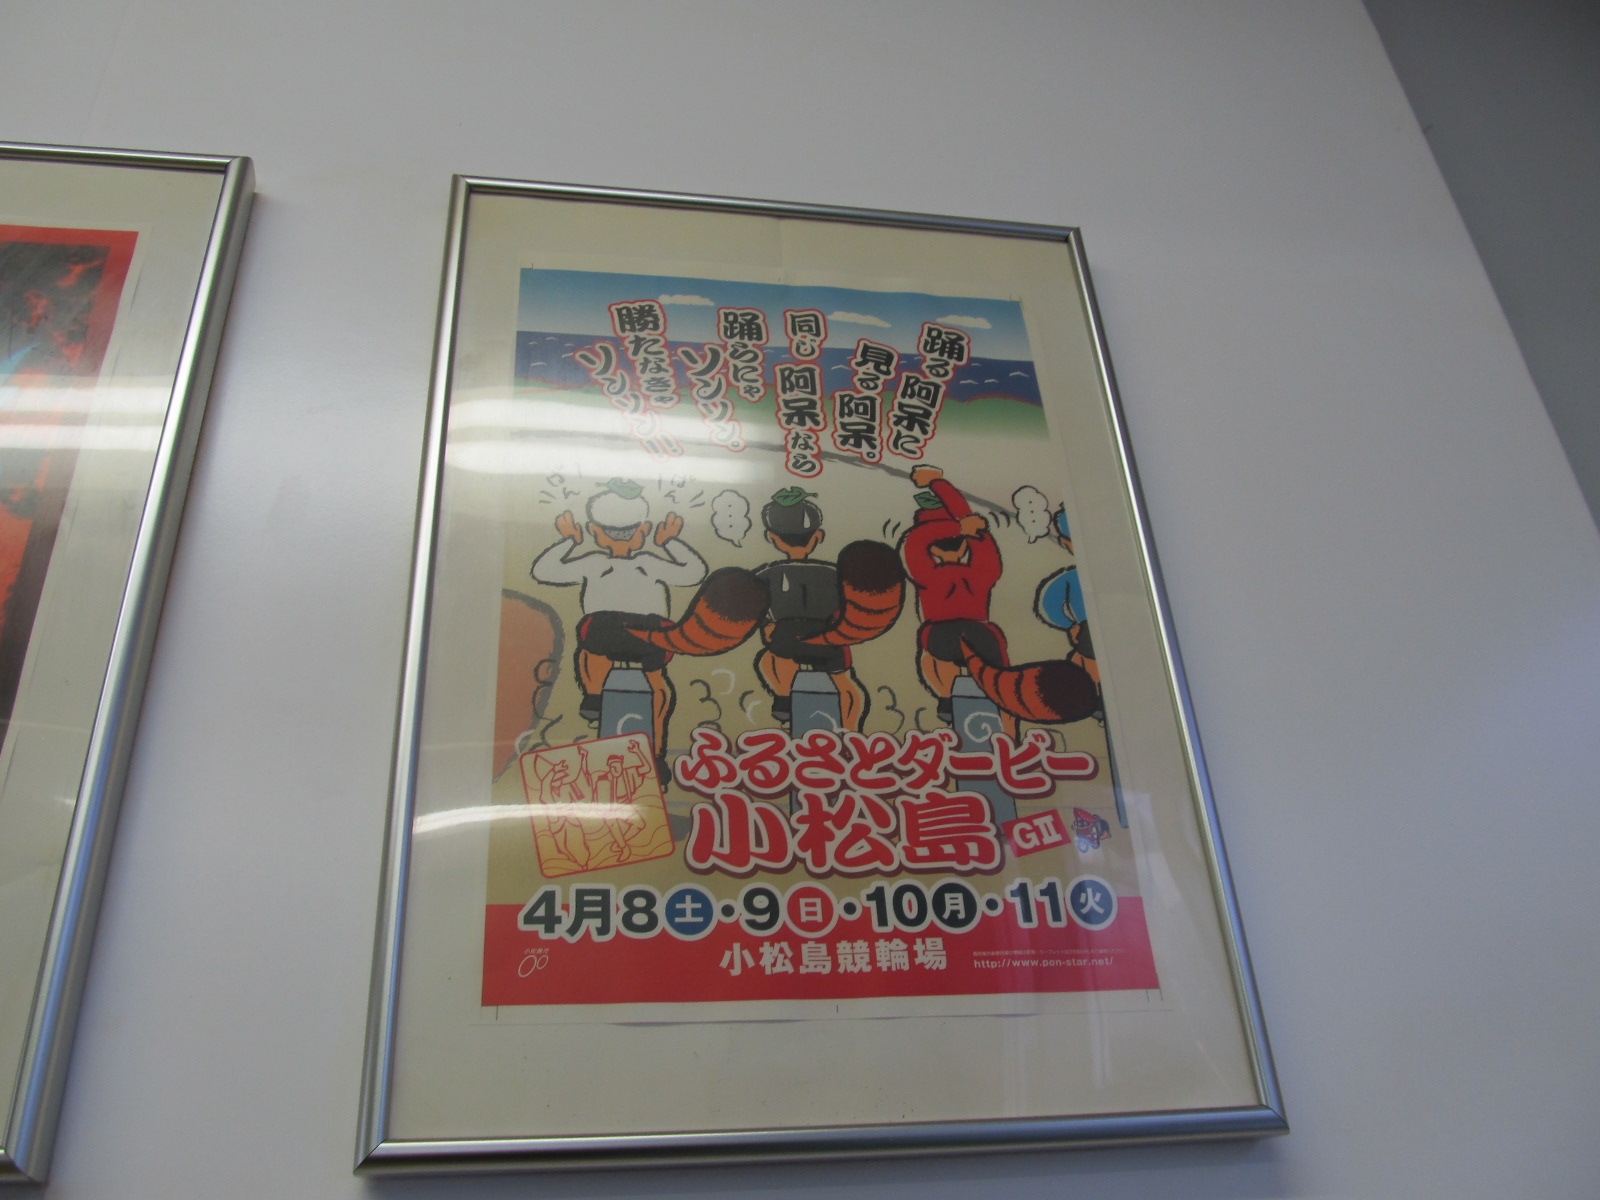 踊る阿呆に
見る阿呆。
同じ阿呆なら
踊らにゃ
ソンソン。
勝たなきゃ
ソンソン!!
ふるさとダービー
小松島
GⅡ
4月8土・9日・10月・11火
小松島競輪場
http://www.pon-star.net/